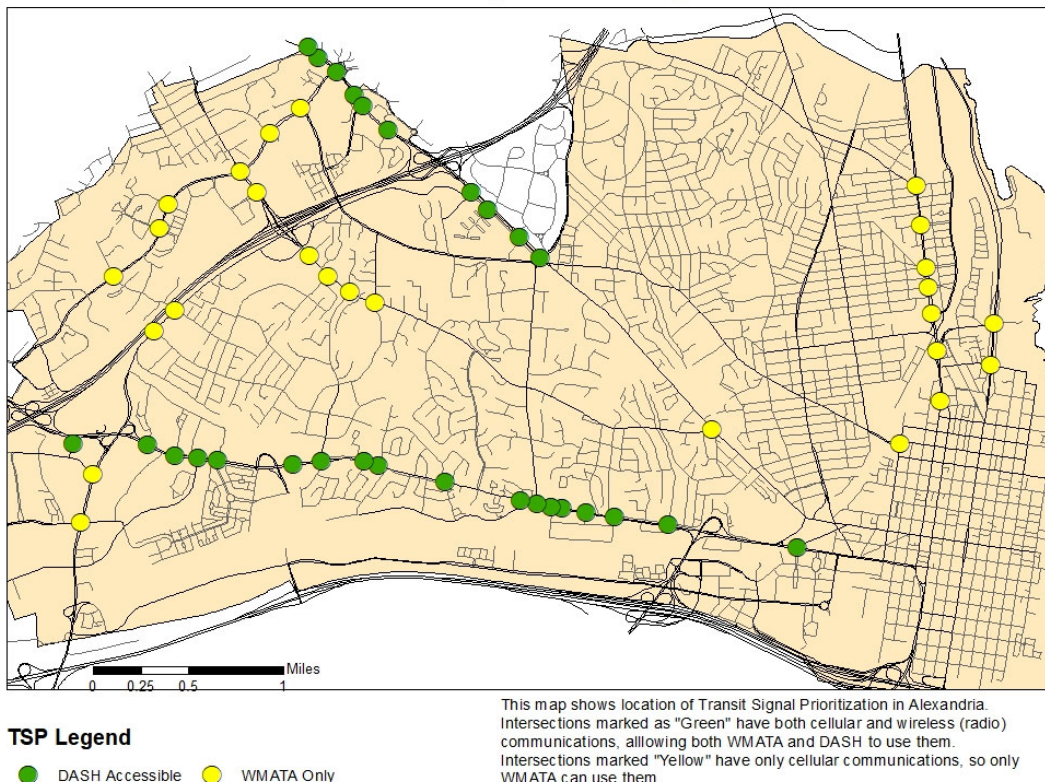 Miles
0 0.25 0.5 1
This map shows location of Transit Signal Prioritization in Alexandria.
Intersections marked as "Green" have both cellular and wireless (radio)
communications, alllowing both WMATA and DASH to use them.
Intersections marked "Yellow" have only cellular communications, so only
WMATA can use them
TSP Legend
DASH Accessible WMATA Only